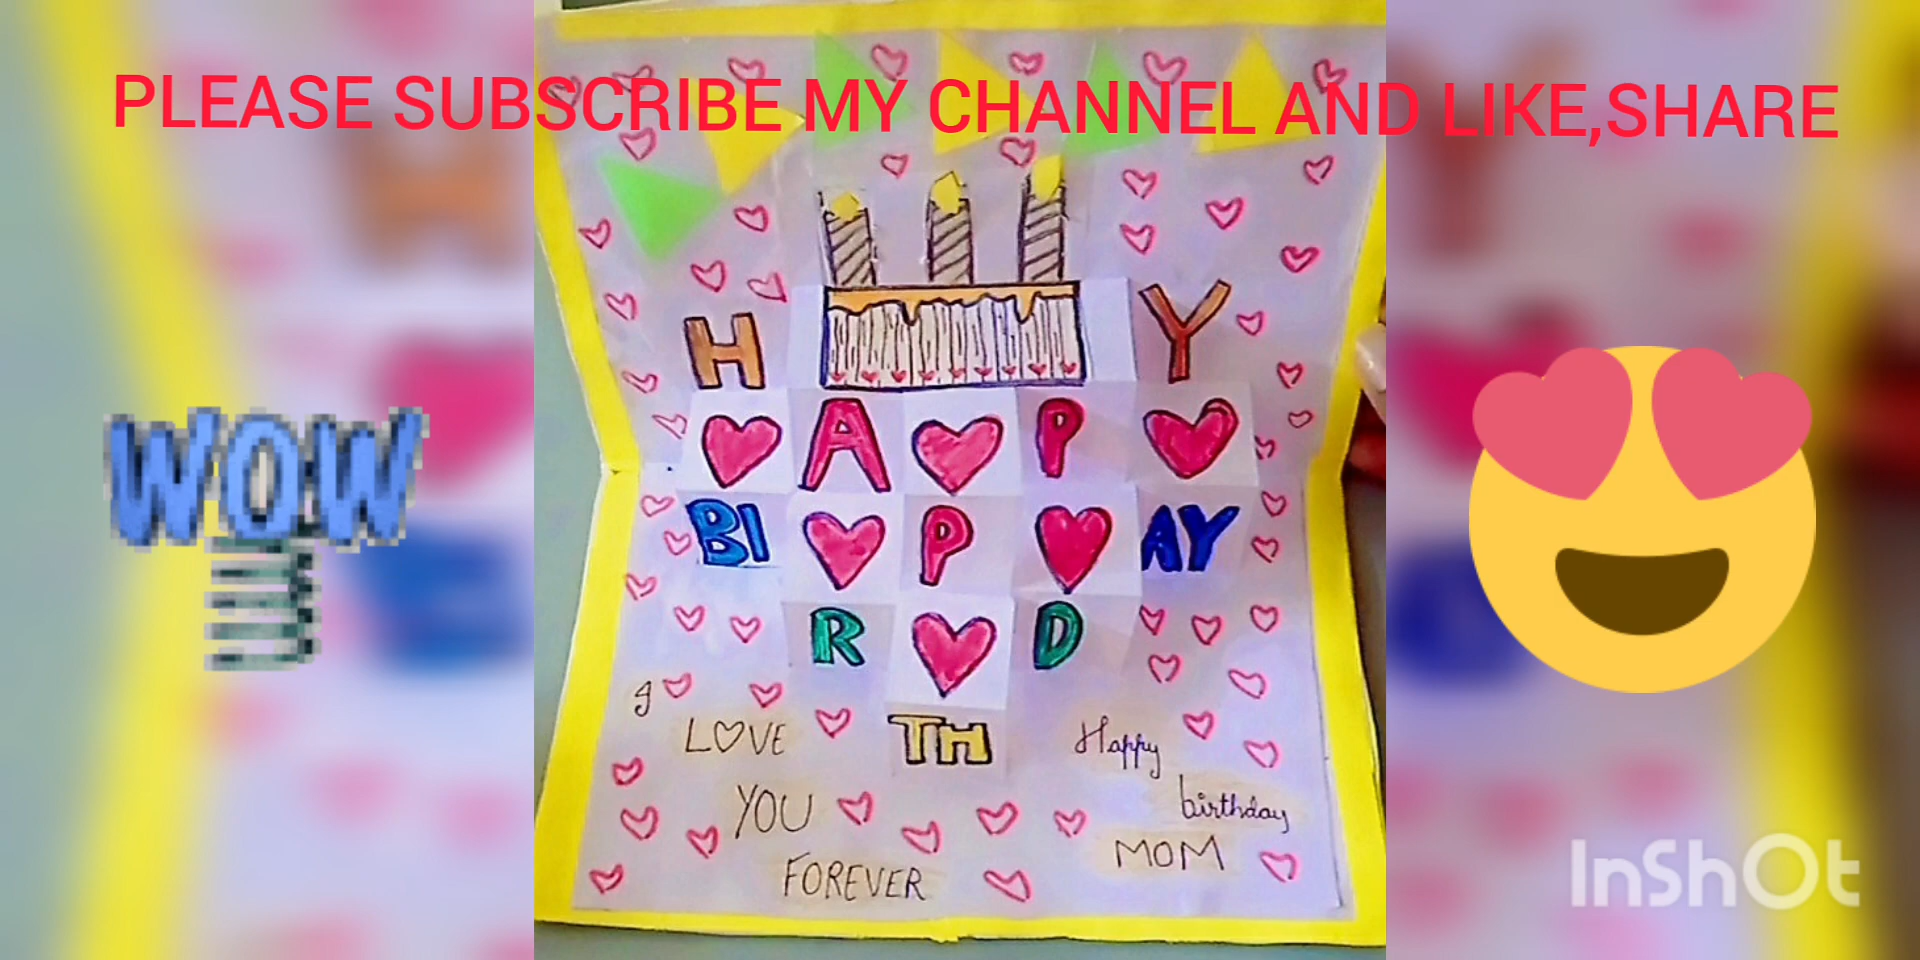 PLEASE SUBSCRIBE MY CHANNEL AND LIKE,SHARE
WOW
H Y
A P
BI P AY
R D
TH
g
LOVE
YOU
FOREVER
Happy
birthday
MOM
InShOt